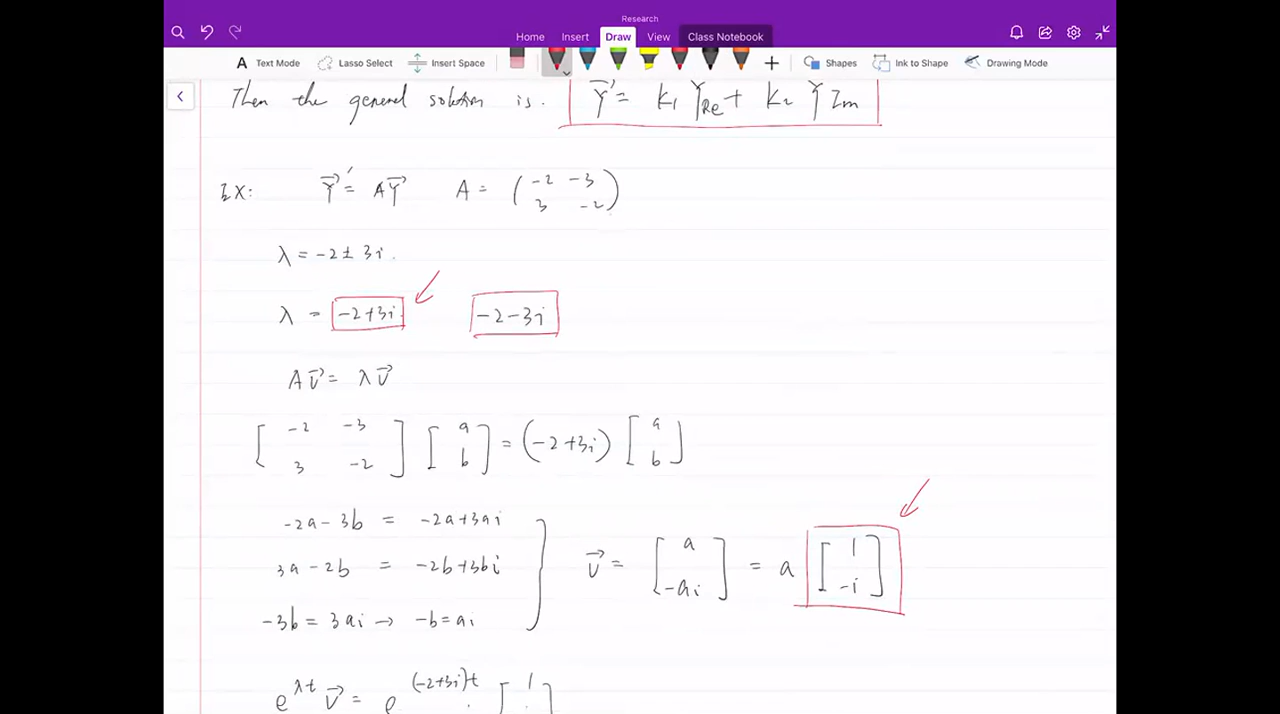 Research
Home Insert Draw View Class Notebook
Text Mode Lasso Select Insert Space Shapes Ink to Shape Drawing Mode
Then the general solution is. Y⃗ = k₁ Y_Re + k₂ Y_Im
EX: Y⃗' = AY⃗ A = (-2 -3
3 -2)
λ = -2 ± 3i.
λ = -2+3i -2-3i
Av⃗ = λv⃗
[-2 -3; 3 -2] [a; b] = (-2+3i) [a; b]
-2a-3b = -2a+3ai
3a-2b = -2b+3bi
v⃗ = [a; -ai] = a [1; -i]
-3b = 3ai → -b = ai
e^λt v⃗ = e^(-2+3i)t [1